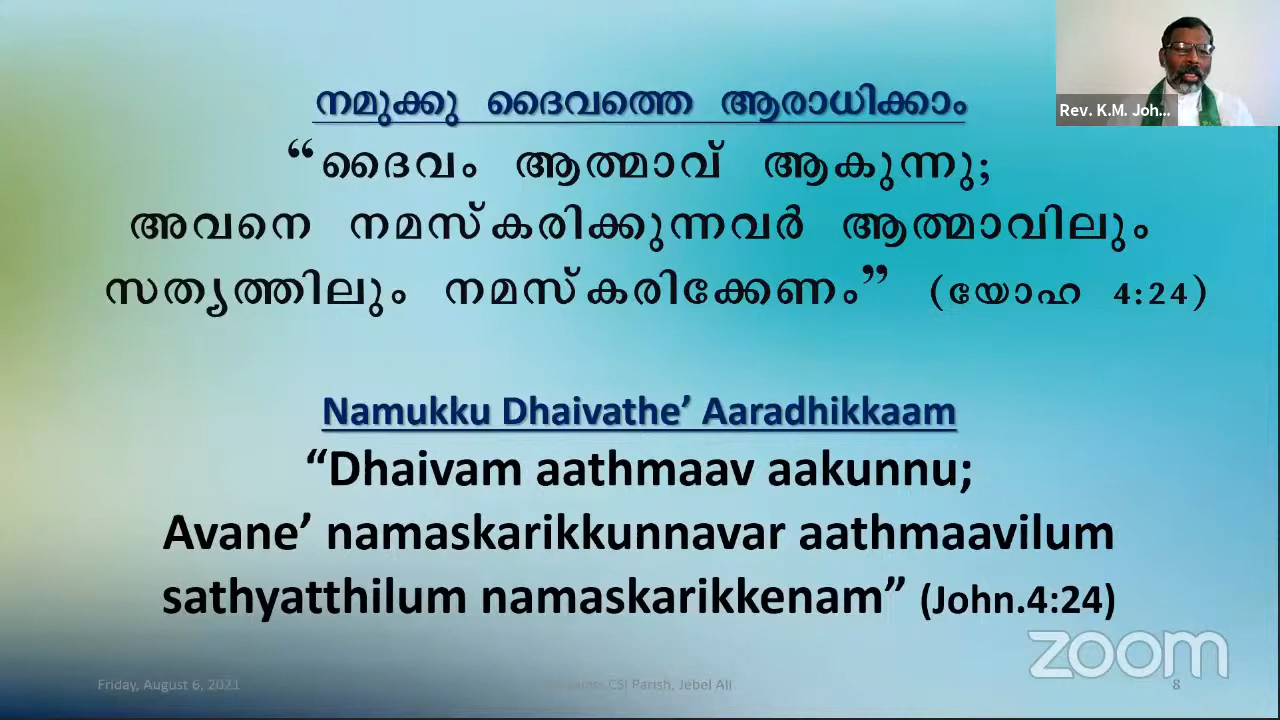 നമുക്കു ദൈവത്തെ ആരാധിക്കാം
“ദൈവം ആത്മാവ് ആകുന്നു;
അവനെ നമസ്കരിക്കുന്നവർ ആത്മാവിലും
സത്യത്തിലും നമസ്കരിക്കേണം” (യോഹ 4:24)
Namukku Dhaivathe’ Aaradhikkaam
“Dhaivam aathmaav aakunnu;
Avane’ namaskarikkunnavar aathmaavilum
sathyatthilum namaskarikkenam” (John.4:24)
Rev. K.M. Joh...
zoom
Friday, August 6, 2021
CSI Parish, Jebel Ali
8